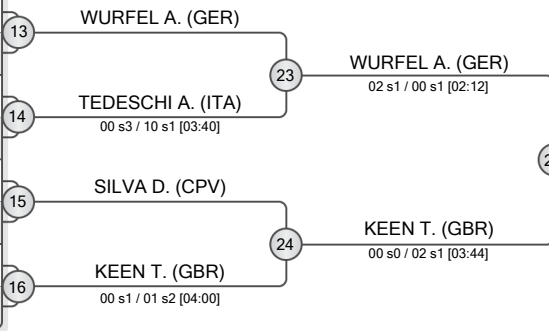 WURFEL A. (GER)
13
23
WURFEL A. (GER)
02 s1 / 00 s1 [02:12]
TEDESCHI A. (ITA)
14
00 s3 / 10 s1 [03:40]
SILVA D. (CPV)
15
24
KEEN T. (GBR)
00 s0 / 02 s1 [03:44]
KEEN T. (GBR)
16
00 s1 / 01 s2 [04:00]